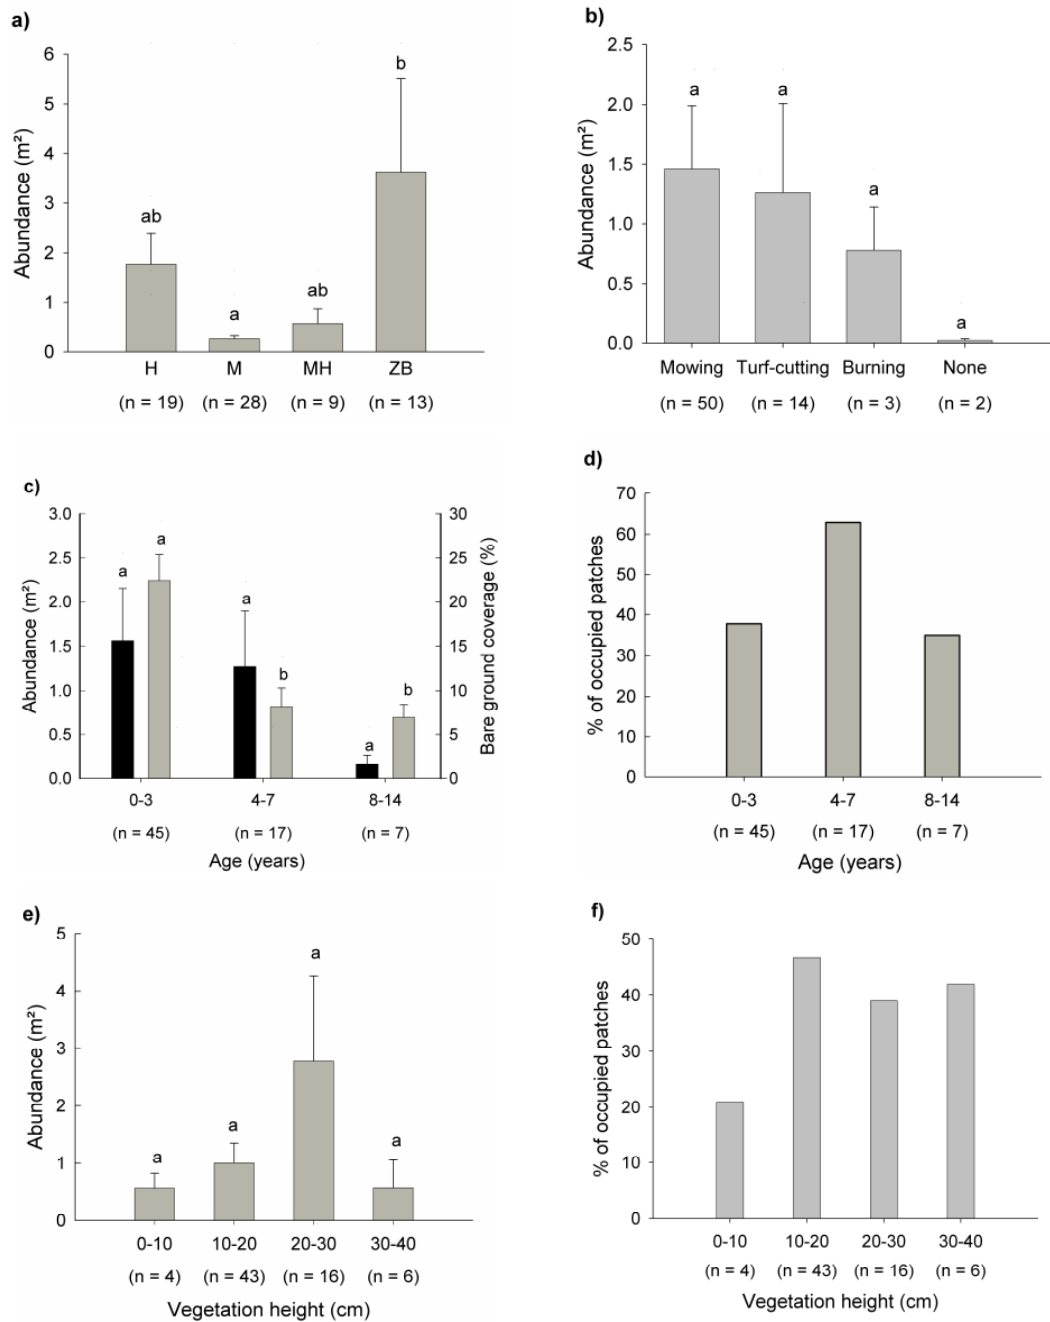 a)
Abundance (m²)
6
5
4
3
2
1
0
ab
a
ab
b
H M MH ZB
(n = 19) (n = 28) (n = 9) (n = 13)
b)
Abundance (m²)
2.5
2.0
1.5
1.0
0.5
0.0
a
a
a
a
Mowing Turf-cutting Burning None
(n = 50) (n = 14) (n = 3) (n = 2)
c)
Abundance (m²)
3.0
2.5
2.0
1.5
1.0
0.5
0.0
a
a
a
b
a
b
30
25
20
15
10
5
0
Bare ground coverage (%)
0-3 4-7 8-14
(n = 45) (n = 17) (n = 7)
Age (years)
d)
% of occupied patches
70
60
50
40
30
20
10
0
0-3 4-7 8-14
(n = 45) (n = 17) (n = 7)
Age (years)
e)
Abundance (m²)
5
4
3
2
1
0
a
a
a
a
0-10 10-20 20-30 30-40
(n = 4) (n = 43) (n = 16) (n = 6)
Vegetation height (cm)
f)
% of occupied patches
50
40
30
20
10
0
0-10 10-20 20-30 30-40
(n = 4) (n = 43) (n = 16) (n = 6)
Vegetation height (cm)